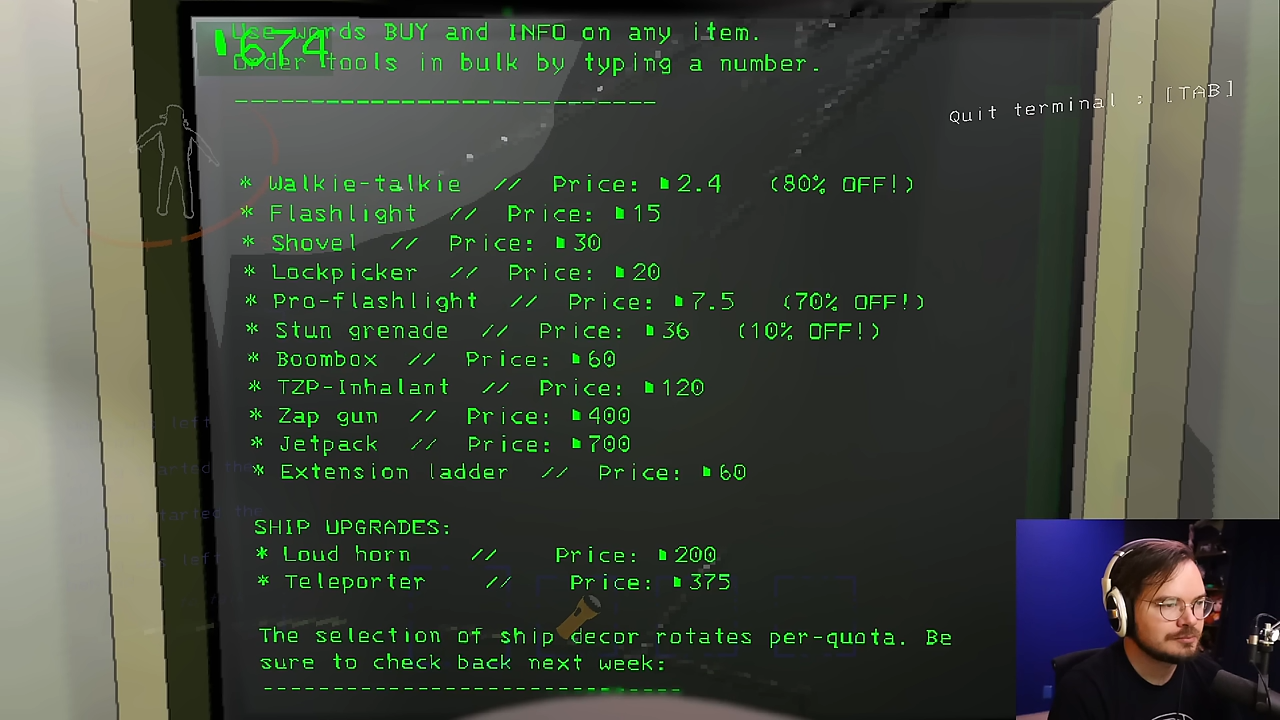 Use words BUY and INFO on any item.
674
Order tools in bulk by typing a number.
Quit terminal : [TAB]
* Walkie-talkie // Price: ▮2.4 (80% OFF!)
* Flashlight // Price: ▮15
* Shovel // Price: ▮30
* Lockpicker // Price: ▮20
* Pro-flashlight // Price: ▮7.5 (70% OFF!)
* Stun grenade // Price: ▮36 (10% OFF!)
* Boombox // Price: ▮60
* TZP-Inhalant // Price: ▮120
* Zap gun // Price: ▮400
* Jetpack // Price: ▮700
* Extension ladder // Price: ▮60
SHIP UPGRADES:
* Loud horn // Price: ▮200
* Teleporter // Price: ▮375
The selection of ship decor rotates per-quota. Be
sure to check back next week: